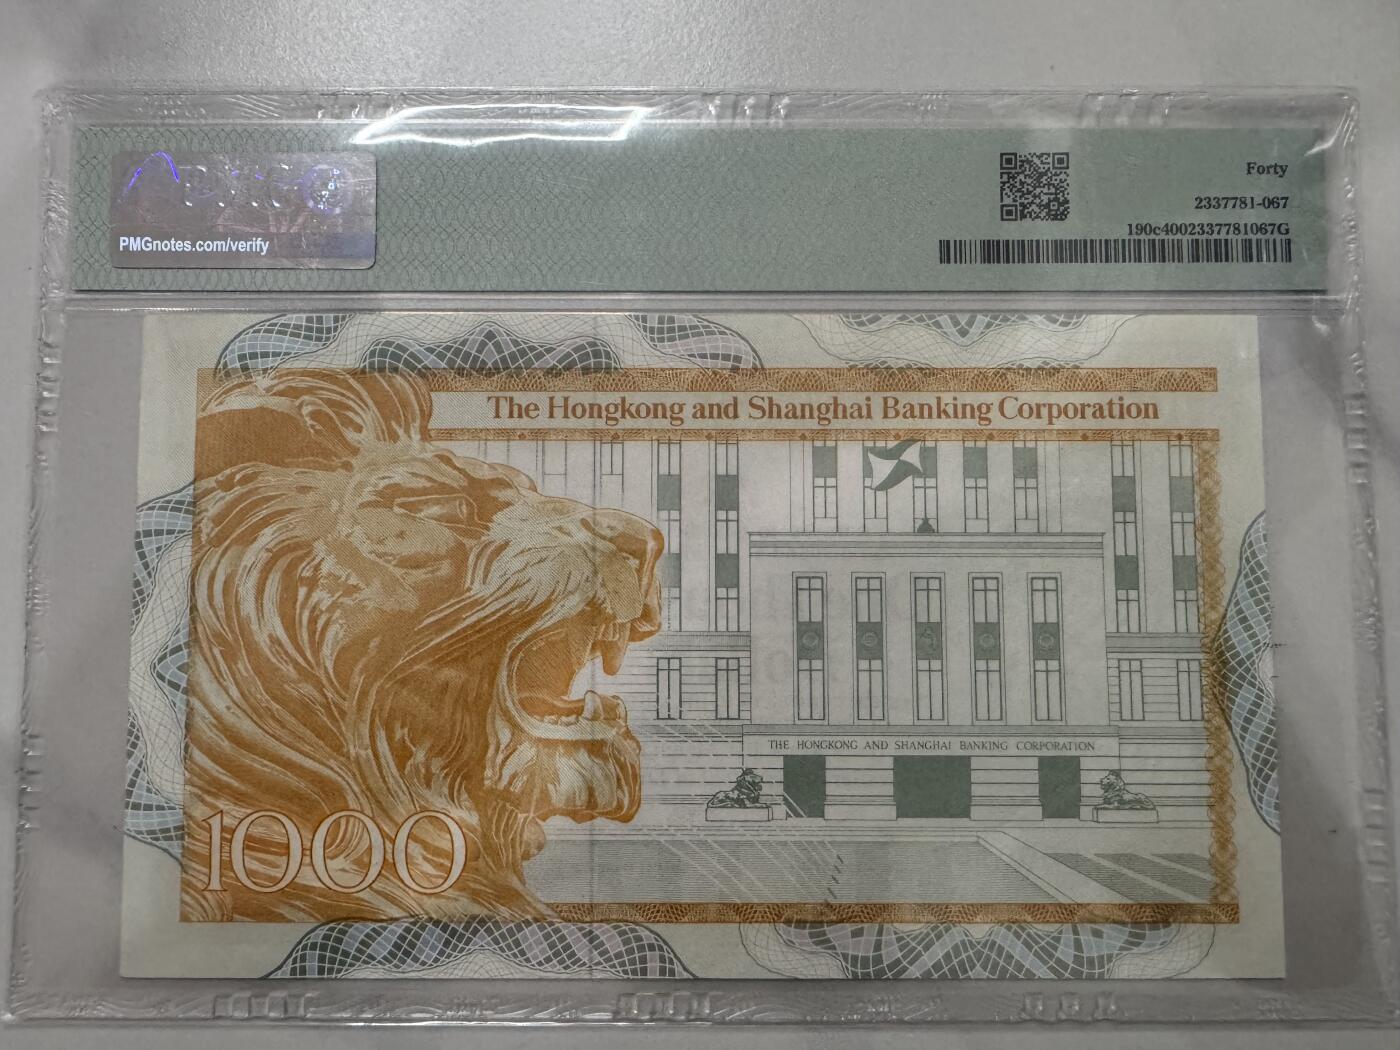 PMG
PMGnotes.com/verify
Forty
2337781-067
190c4002337781067G
The Hongkong and Shanghai Banking Corporation
THE HONGKONG AND SHANGHAI BANKING CORPORATION
1000